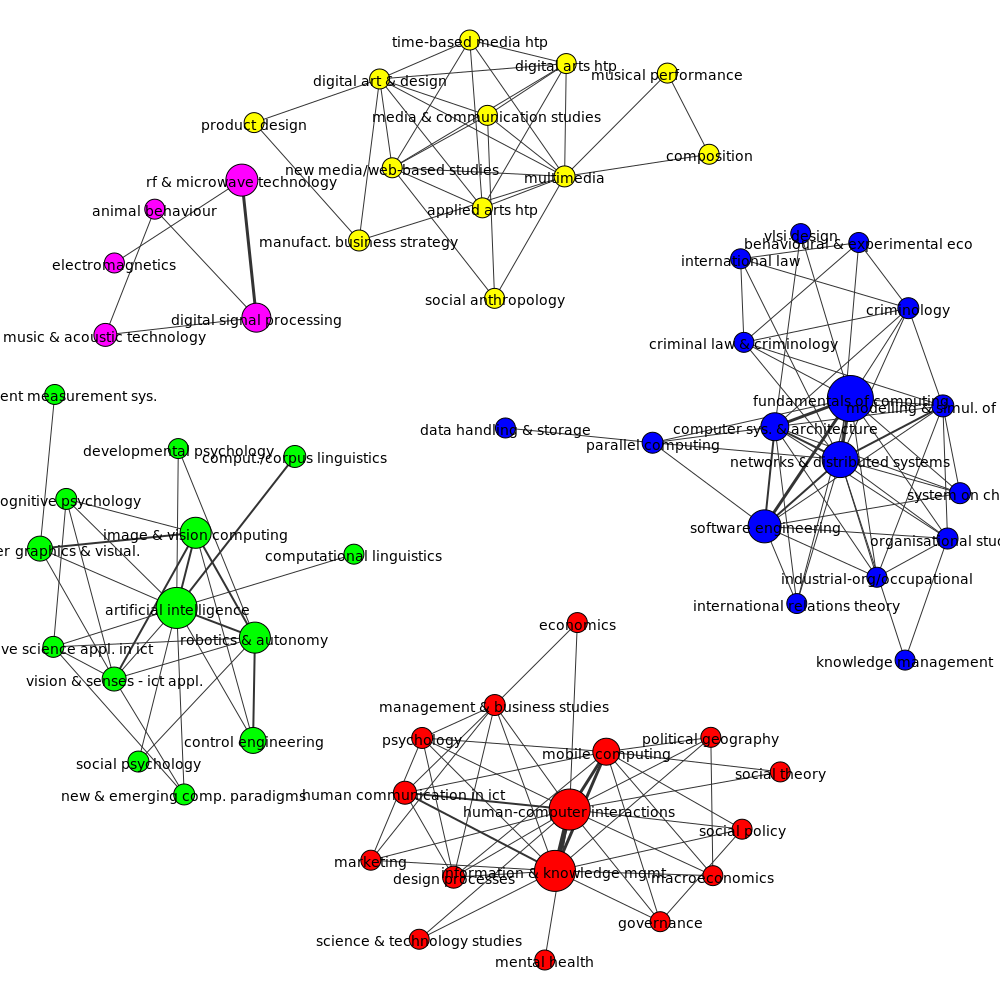 time-based media htp
digital arts htp
musical performance
digital art & design
media & communication studies
product design
composition
new media/web-based studies
multimedia
rf & microwave technology
applied arts htp
animal behaviour
manufact. business strategy
electromagnetics
social anthropology
digital signal processing
music & acoustic technology
vlsi design
behavioural & experimental eco
international law
criminology
criminal law & criminology
fundamentals of computing
modelling & simul. of
computer sys. & architecture
data handling & storage
parallel computing
networks & distributed systems
system on ch
software engineering
organisational stud
industrial-org/occupational
international relations theory
knowledge management
ent measurement sys.
developmental psychology
comput./corpus linguistics
ognitive psychology
image & vision computing
er graphics & visual.
computational linguistics
artificial intelligence
robotics & autonomy
ve science appl. in ict
vision & senses - ict appl.
control engineering
social psychology
new & emerging comp. paradigms
economics
management & business studies
psychology
political geography
mobile computing
social theory
human communication in ict
human-computer interactions
social policy
marketing
information & knowledge mgmt
design processes
macroeconomics
governance
science & technology studies
mental health